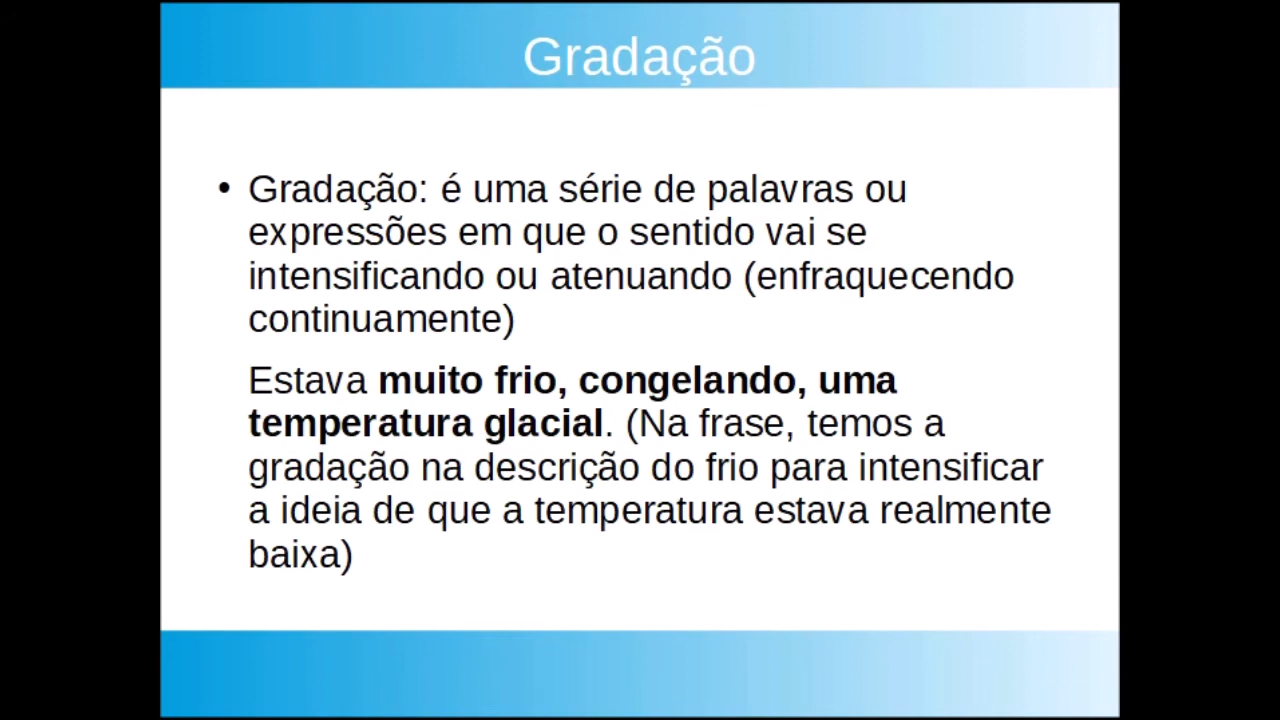 Gradação
• Gradação: é uma série de palavras ou
expressões em que o sentido vai se
intensificando ou atenuando (enfraquecendo
continuamente)
Estava muito frio, congelando, uma
temperatura glacial. (Na frase, temos a
gradação na descrição do frio para intensificar
a ideia de que a temperatura estava realmente
baixa)